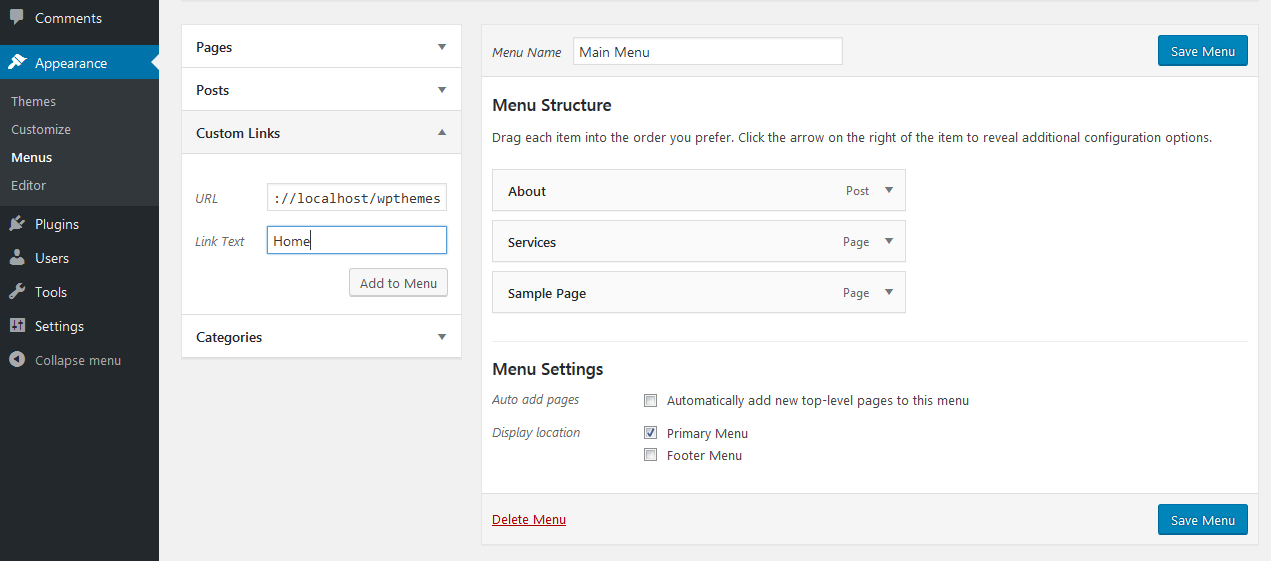 Comments
Appearance
Themes
Customize
Menus
Editor
Plugins
Users
Tools
Settings
Collapse menu
Pages
Posts
Custom Links
URL ://localhost/wpthemes
Link Text Home
Add to Menu
Categories
Menu Name Main Menu Save Menu
Menu Structure
Drag each item into the order you prefer. Click the arrow on the right of the item to reveal additional configuration options.
About Post
Services Page
Sample Page Page
Menu Settings
Auto add pages Automatically add new top-level pages to this menu
Display location Primary Menu
Footer Menu
Delete Menu Save Menu